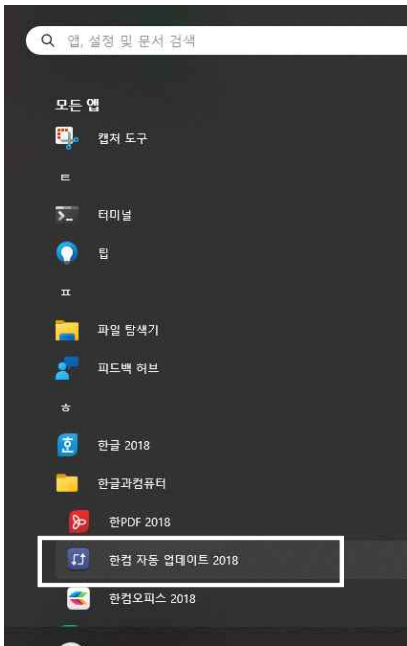 앱, 설정 및 문서 검색
모든 앱
캡처 도구
ㅌ
터미널
팁
ㅍ
파일 탐색기
피드백 허브
ㅎ
한글 2018
한글과컴퓨터
한PDF 2018
한컴 자동 업데이트 2018
한컴오피스 2018